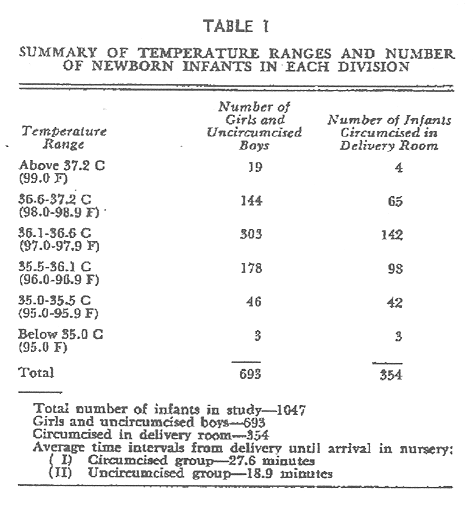 TABLE 1
SUMMARY OF TEMPERATURE RANGES AND NUMBER
OF NEWBORN INFANTS IN EACH DIVISION
Temperature Range Number of Girls and Uncircumcised Boys Number of Infants Circumcised in Delivery Room
Above 37.2 C 19 4
(99.0 F)
36.6-37.2 C 144 65
(98.0-98.9 F)
36.1-36.6 C 303 142
(97.0-97.9 F)
35.5-36.1 C 178 98
(96.0-96.9 F)
35.0-35.5 C 46 42
(95.0-95.9 F)
Below 35.0 C 3 3
(95.0 F)
Total 693 354
Total number of infants in study—1047
Girls and uncircumcised boys—693
Circumcised in delivery room—354
Average time intervals from delivery until arrival in nursery:
(I) Circumcised group—27.6 minutes
(II) Uncircumcised group—18.9 minutes